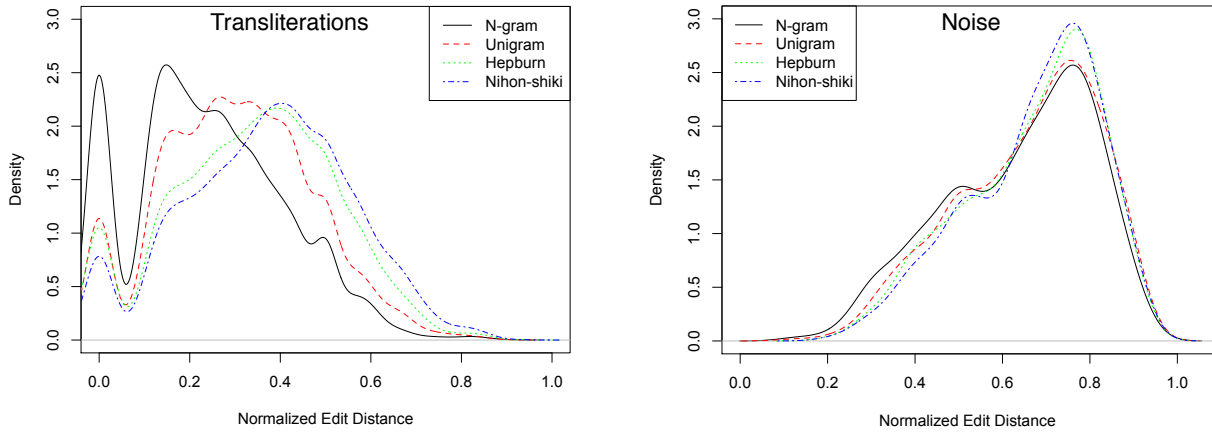 Transliterations
N-gram
Unigram
Hepburn
Nihon-shiki
Density
3.0
2.5
2.0
1.5
1.0
0.5
0.0
0.0 0.2 0.4 0.6 0.8 1.0
Normalized Edit Distance
Noise
N-gram
Unigram
Hepburn
Nihon-shiki
Density
3.0
2.5
2.0
1.5
1.0
0.5
0.0
0.0 0.2 0.4 0.6 0.8 1.0
Normalized Edit Distance